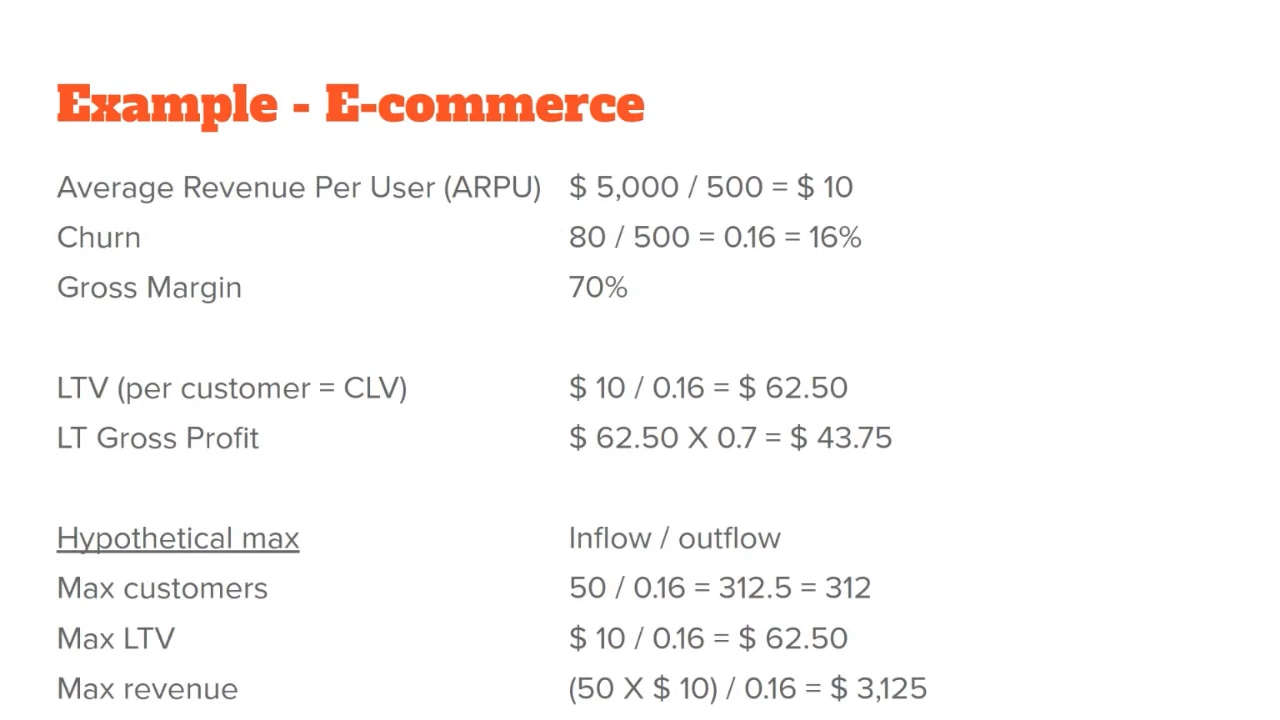 Example - E-commerce
Average Revenue Per User (ARPU) $ 5,000 / 500 = $ 10
Churn 80 / 500 = 0.16 = 16%
Gross Margin 70%
LTV (per customer = CLV) $ 10 / 0.16 = $ 62.50
LT Gross Profit $ 62.50 X 0.7 = $ 43.75
Hypothetical max Inflow / outflow
Max customers 50 / 0.16 = 312.5 = 312
Max LTV $ 10 / 0.16 = $ 62.50
Max revenue (50 X $ 10) / 0.16 = $ 3,125